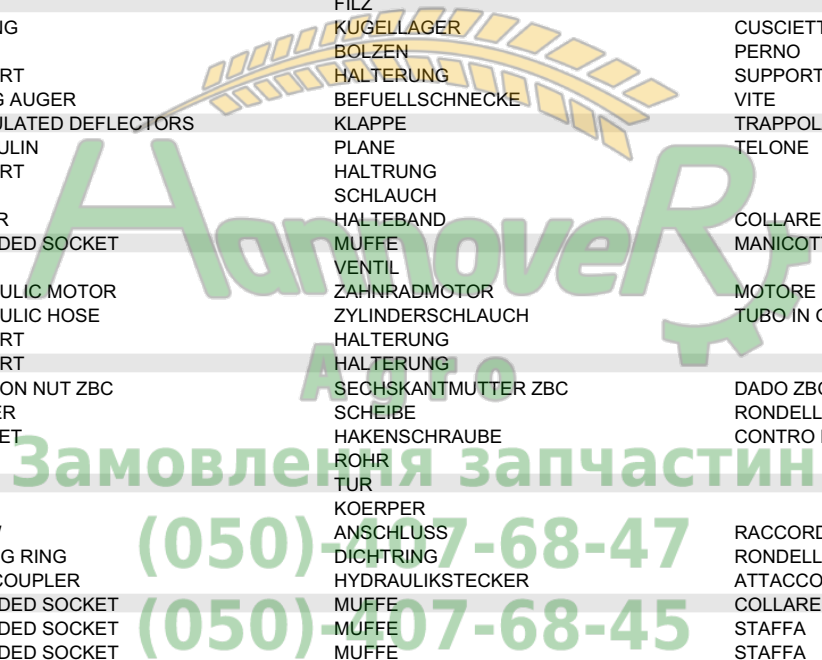 FILZ
NG KUGELLAGER CUSCIETT
BOLZEN PERNO
RT HALTERUNG SUPPORT
G AUGER BEFUELLSCHNECKE VITE
ULATED DEFLECTORS KLAPPE TRAPPOL
ULIN PLANE TELONE
RT HALTRUNG
SCHLAUCH
R HALTEBAND COLLARE
DED SOCKET MUFFE MANICOTT
VENTIL
ULIC MOTOR ZAHNRADMOTOR MOTORE
ULIC HOSE ZYLINDERSCHLAUCH TUBO IN
RT HALTERUNG
RT HALTERUNG
ON NUT ZBC SECHSKANTMUTTER ZBC DADO ZBC
ER SCHEIBE RONDELL
ET HAKENSCHRAUBE CONTRO
ROHR
TUR
KOERPER
ANSCHLUSS RACCORD
G RING DICHTRING RONDELL
COUPLER HYDRAULIKSTECKER ATTACCO
DED SOCKET MUFFE COLLARE
DED SOCKET MUFFE STAFFA
DED SOCKET MUFFE STAFFA
HannoveR
Agro
Замовлення запчастин
(050)-407-68-47
(050)-407-68-45